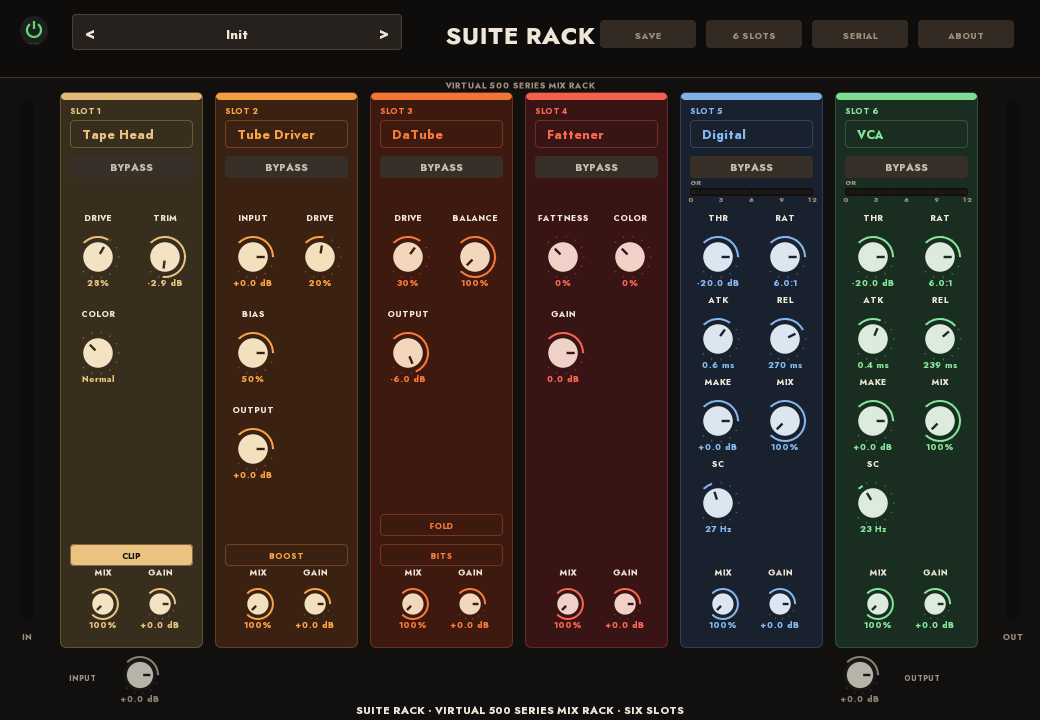 < Init >
SUITE RACK
SAVE
6 SLOTS
SERIAL
ABOUT
VIRTUAL 500 SERIES MIX RACK
SLOT 1
Tape Head
BYPASS
DRIVE TRIM
28% -2.9 dB
COLOR
Normal
CLIP
MIX GAIN
100% +0.0 dB
SLOT 2
Tube Driver
BYPASS
INPUT DRIVE
+0.0 dB 20%
BIAS
50%
OUTPUT
+0.0 dB
BOOST
MIX GAIN
100% +0.0 dB
SLOT 3
DaTube
BYPASS
DRIVE BALANCE
30% 100%
OUTPUT
-6.0 dB
FOLD
BITS
MIX GAIN
100% +0.0 dB
SLOT 4
Fattener
BYPASS
FATTNESS COLOR
0% 0%
GAIN
0.0 dB
MIX GAIN
100% +0.0 dB
SLOT 5
Digital
BYPASS
GR
0 3 6 9 12
THR RAT
-20.0 dB 6.0:1
ATK REL
0.6 ms 270 ms
MAKE MIX
+0.0 dB 100%
SC
27 Hz
MIX GAIN
100% +0.0 dB
SLOT 6
VCA
BYPASS
GR
0 3 6 9 12
THR RAT
-20.0 dB 6.0:1
ATK REL
0.4 ms 239 ms
MAKE MIX
+0.0 dB 100%
SC
23 Hz
MIX GAIN
100% +0.0 dB
IN
OUT
INPUT
+0.0 dB
OUTPUT
+0.0 dB
SUITE RACK · VIRTUAL 500 SERIES MIX RACK · SIX SLOTS